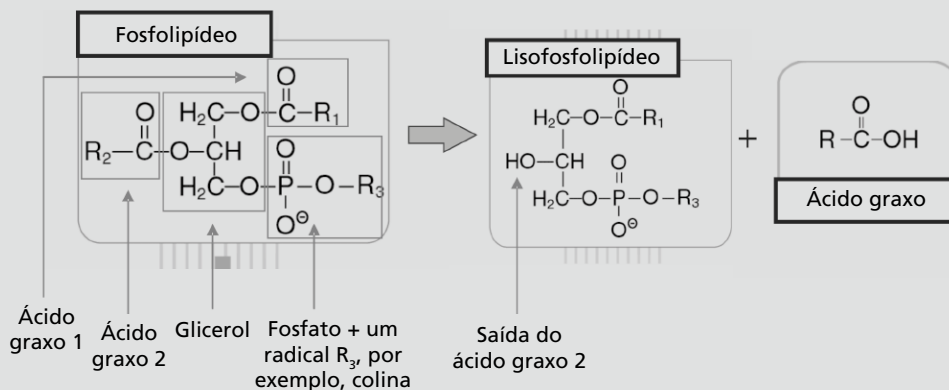 Fosfolipídeo
O
H₂C—O—C—R₁
O
R₂—C—O—CH
O
H₂C—O—P—O—R₃
O⊖
Ácido
graxo 1
Ácido
graxo 2
Glicerol
Fosfato + um
radical R₃, por
exemplo, colina
Lisofosfolipídeo
O
H₂C—O—C—R₁
HO—CH
O
H₂C—O—P—O—R₃
O⊖
Saída do
ácido graxo 2
+
O
R—C—OH
Ácido graxo